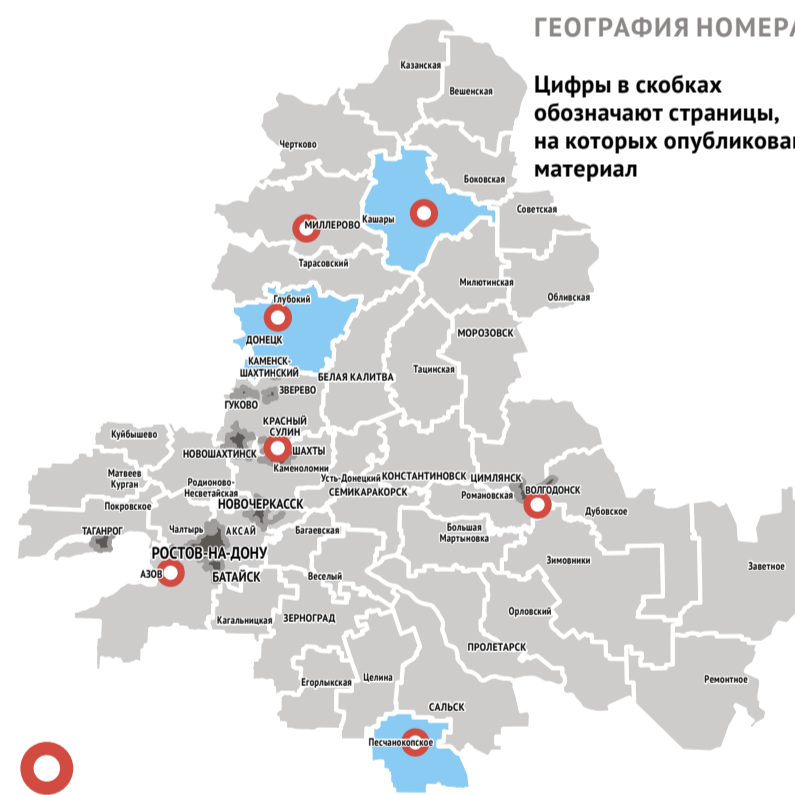 ГЕОГРАФИЯ НОМЕРА
Цифры в скобках
обозначают страницы,
на которых опубликован
материал
Казанская
Вешенская
Чертково
Боковская
Советская
Кашары
МИЛЛЕРОВО
Тарасовский
Милютинская
Обливская
Глубокий
МОРОЗОВСК
ДОНЕЦК
КАМЕНСК-
ШАХТИНСКИЙ
Тацинская
БЕЛАЯ КАЛИТВА
ЗВЕРЕВО
ГУКОВО
КРАСНЫЙ
СУЛИН
Куйбышево
НОВОШАХТИНСК
ШАХТЫ
Каменоломни
Матвеев
Курган
Родионово-
Несветайская
Усть-Донецкий
КОНСТАНТИНОВСК
ЦИМЛЯНСК
СЕМИКАРАКОРСК
Романовская
ВОЛГОДОНСК
Покровское
НОВОЧЕРКАССК
Дубовское
ТАГАНРОГ
Чалтырь
АКСАЙ
Багаевская
Большая
Мартыновка
РОСТОВ-НА-ДОНУ
Зимовники
Заветное
АЗОВ
БАТАЙСК
Веселый
Кагальницкая
ЗЕРНОГРАД
Орловский
ПРОЛЕТАРСК
Егорлыкская
Целина
Ремонтное
САЛЬСК
Песчанокопское